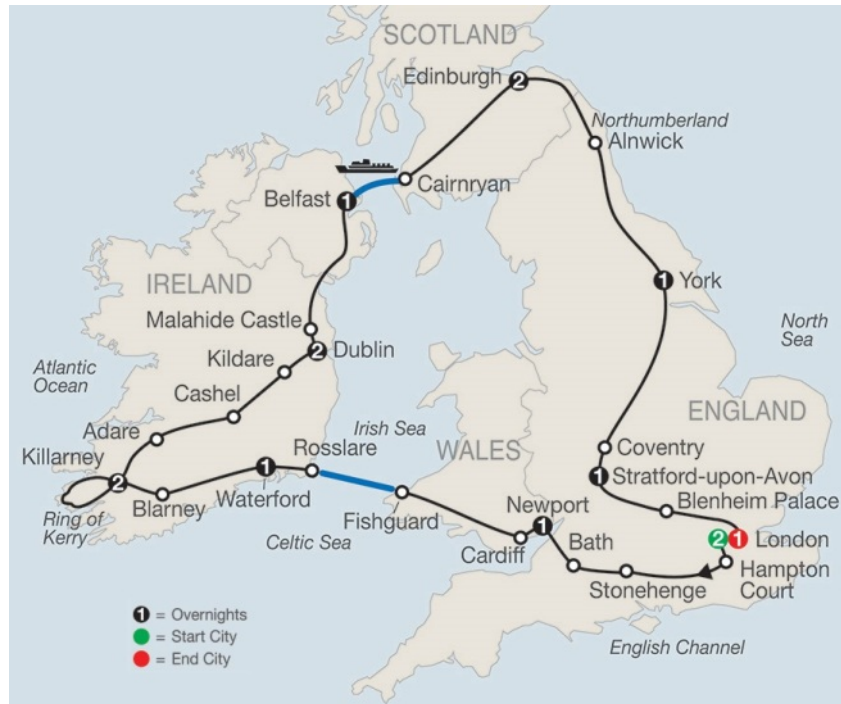 SCOTLAND
Edinburgh 2
Northumberland
Alnwick
Cairnryan
Belfast 1
IRELAND
1 York
Malahide Castle
North
Sea
2 Dublin
Kildare
Atlantic
Ocean
Cashel
ENGLAND
Adare
Irish Sea
WALES
Coventry
Killarney
2
Rosslare
1 Stratford-upon-Avon
Blenheim Palace
Blarney
1
Waterford
Fishguard
Newport
1
Ring of
Kerry
Celtic Sea
Cardiff
Bath
2 1 London
Stonehenge
Hampton
Court
1 = Overnights
= Start City
= End City
English Channel